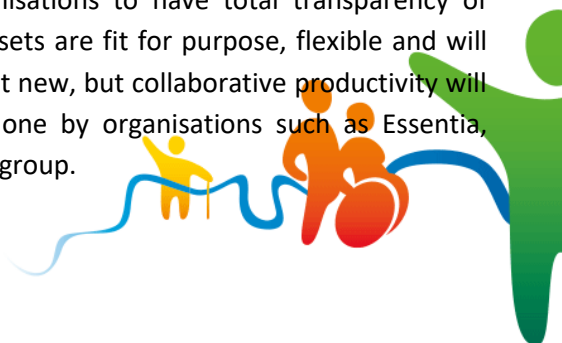 to have total transparency of
sets are fit for purpose, flexible and will
t new, but collaborative productivity will
one by organisations such as Essentia,
group.